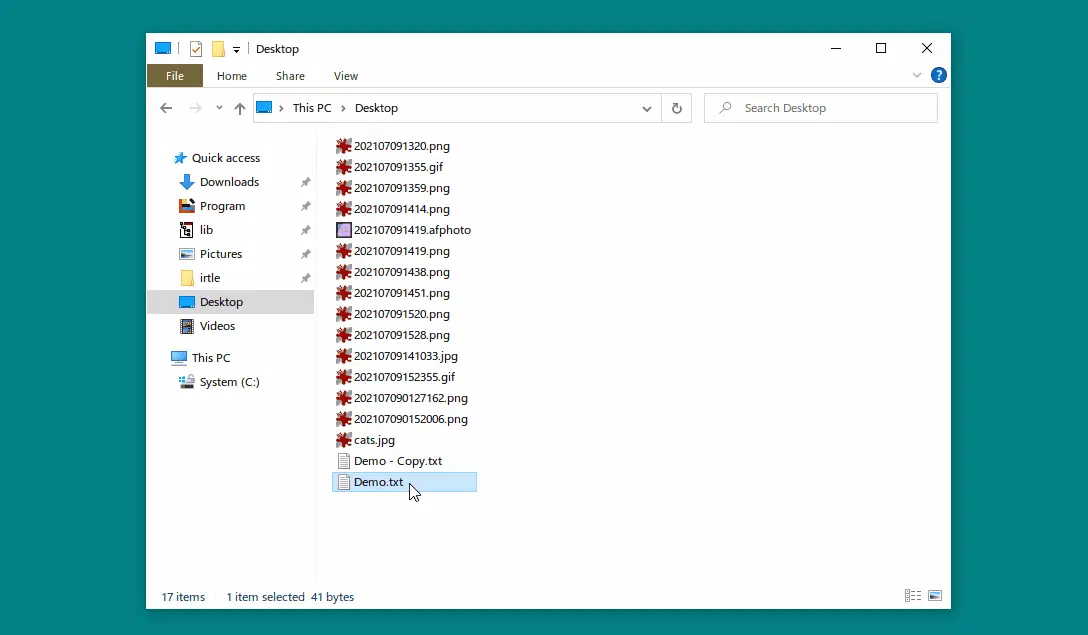 Desktop
File Home Share View
?
This PC Desktop
Search Desktop
Quick access
Downloads
Program
lib
Pictures
irtle
Desktop
Videos
This PC
System (C:)
202107091320.png
202107091355.gif
202107091359.png
202107091414.png
202107091419.afphoto
202107091419.png
202107091438.png
202107091451.png
202107091520.png
202107091528.png
20210709141033.jpg
20210709152355.gif
202107090127162.png
202107090152006.png
cats.jpg
Demo - Copy.txt
Demo.txt
17 items 1 item selected 41 bytes